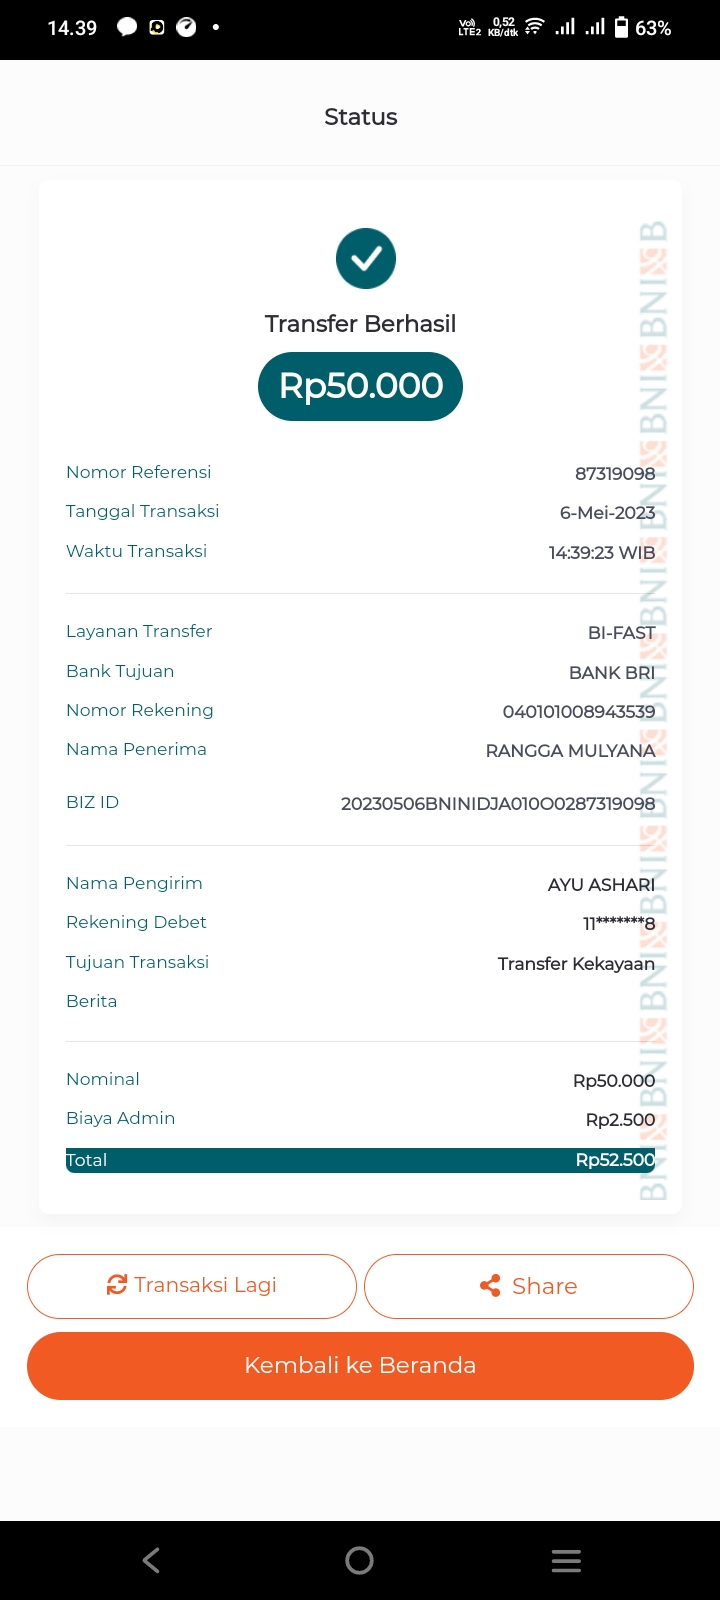 14.39
Vo)) LTE2 0,52 KB/dtk 63%
Status
Transfer Berhasil
Rp50.000
Nomor Referensi 87319098
Tanggal Transaksi 6-Mei-2023
Waktu Transaksi 14:39:23 WIB
Layanan Transfer BI-FAST
Bank Tujuan BANK BRI
Nomor Rekening 040101008943539
Nama Penerima RANGGA MULYANA
BIZ ID 20230506BNINIDJA010O0287319098
Nama Pengirim AYU ASHARI
Rekening Debet 11*******8
Tujuan Transaksi Transfer Kekayaan
Berita
Nominal Rp50.000
Biaya Admin Rp2.500
Total Rp52.500
BNI BNI BNI BNI BNI BNI BNI BNI BNI BNI B
Transaksi Lagi
Share
Kembali ke Beranda